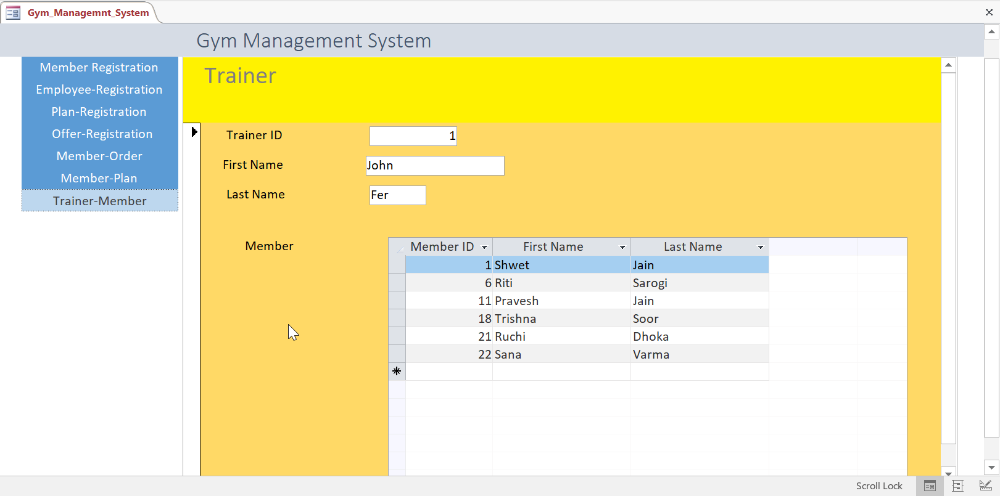 Gym_Managemnt_System
Gym Management System
Member Registration
Employee-Registration
Plan-Registration
Offer-Registration
Member-Order
Member-Plan
Trainer-Member
Trainer
Trainer ID 1
First Name John
Last Name Fer
Member
Member ID First Name Last Name
1 Shwet Jain
6 Riti Sarogi
11 Pravesh Jain
18 Trishna Soor
21 Ruchi Dhoka
22 Sana Varma
Scroll Lock